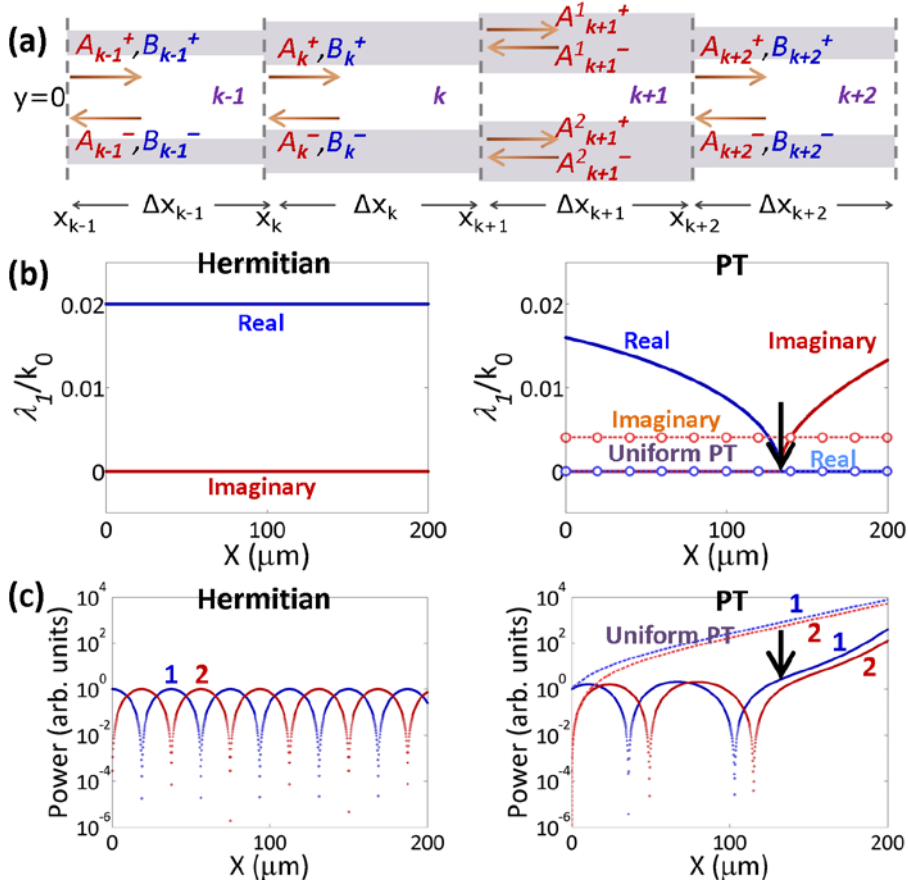 (a)
A_{k-1}^+, B_{k-1}^+ A_k^+, B_k^+ A^1_{k+1}^+ A_{k+2}^+, B_{k+2}^+
A^1_{k+1}^-
y=0 k-1 k k+1 k+2
A_{k-1}^-, B_{k-1}^- A_k^-, B_k^- A^2_{k+1}^+ A_{k+2}^-, B_{k+2}^-
A^2_{k+1}^-
x_{k-1} Δx_{k-1} x_k Δx_k x_{k+1} Δx_{k+1} x_{k+2} Δx_{k+2}
(b)
Hermitian
λ_1/k_0
0.02
0.01
0
Real
Imaginary
0 100 200
X (μm)
PT
λ_1/k_0
0.02
0.01
0
Real
Imaginary
Imaginary
Uniform PT
Real
0 100 200
X (μm)
(c)
Hermitian
Power (arb. units)
10^4
10^2
10^0
10^-2
10^-4
10^-6
1 2
0 100 200
X (μm)
PT
Power (arb. units)
10^4
10^2
10^0
10^-2
10^-4
10^-6
Uniform PT
1
2
1
2
0 100 200
X (μm)